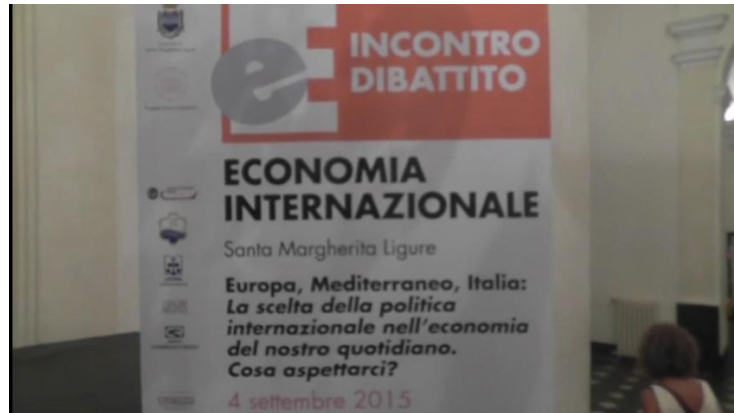 e
INCONTRO
DIBATTITO
ECONOMIA
INTERNAZIONALE
Santa Margherita Ligure
Europa, Mediterraneo, Italia:
La scelta della politica
internazionale nell'economia
del nostro quotidiano.
Cosa aspettarci?
4 settembre 2015